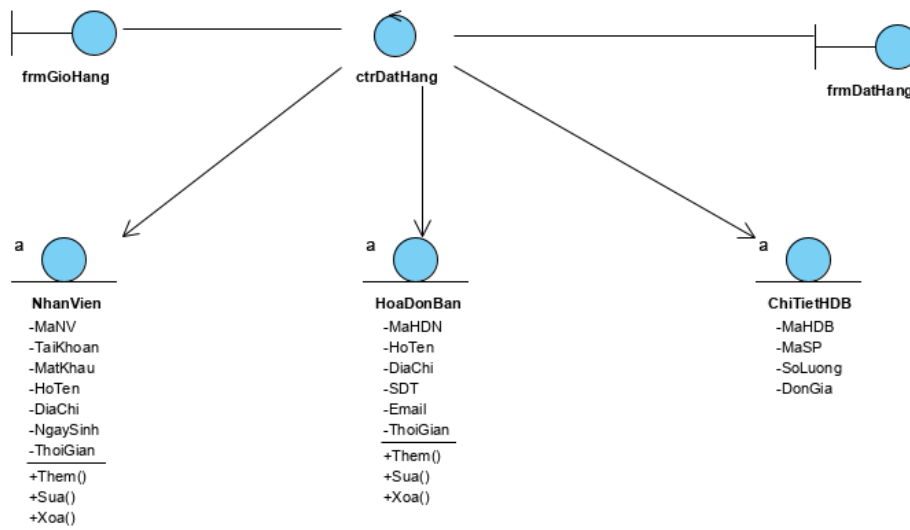 frmGioHang
ctrDatHang
frmDatHang
a
NhanVien
-MaNV
-TaiKhoan
-MatKhau
-HoTen
-DiaChi
-NgaySinh
-ThoiGian
+Them()
+Sua()
+Xoa()
a
HoaDonBan
-MaHDN
-HoTen
-DiaChi
-SDT
-Email
-ThoiGian
+Them()
+Sua()
+Xoa()
a
ChiTietHDB
-MaHDB
-MaSP
-SoLuong
-DonGia